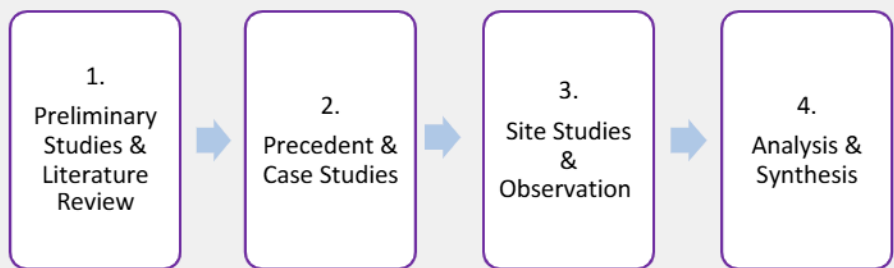 1.
Preliminary
Studies &
Literature
Review
2.
Precedent &
Case Studies
3.
Site Studies
&
Observation
4.
Analysis &
Synthesis